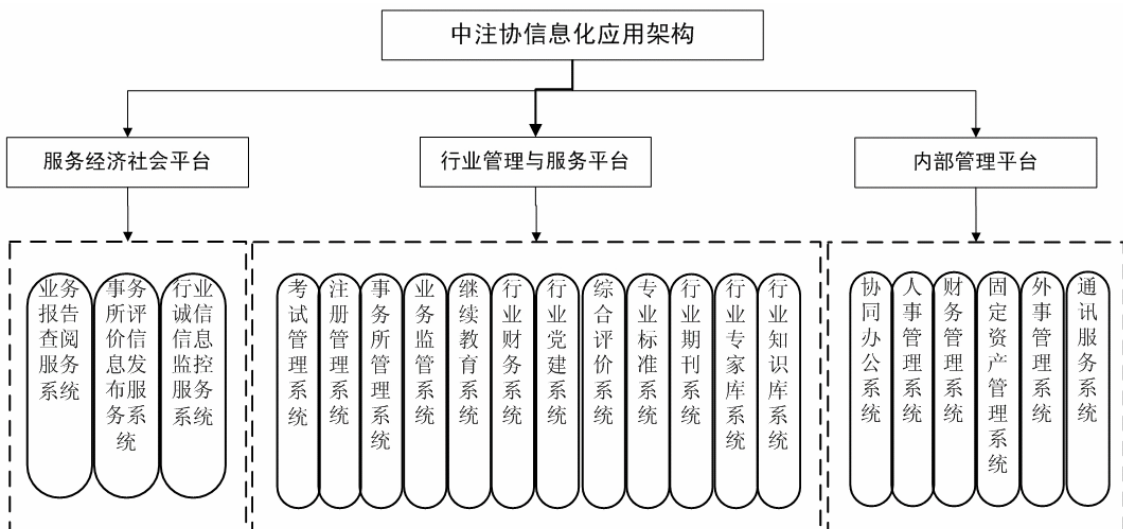 中注协信息化应用架构
服务经济社会平台
行业管理与服务平台
内部管理平台
业务报告查阅服务系统
事务所评价信息发布服务系统
行业诚信信息监控服务系统
考试管理系统
注册管理系统
事务所管理系统
业务监管系统
继续教育系统
行业财务系统
行业党建系统
综合评价系统
专业标准系统
行业期刊系统
行业专家库系统
行业知识库系统
协同办公系统
人事管理系统
财务管理系统
固定资产管理系统
外事管理系统
通讯服务系统